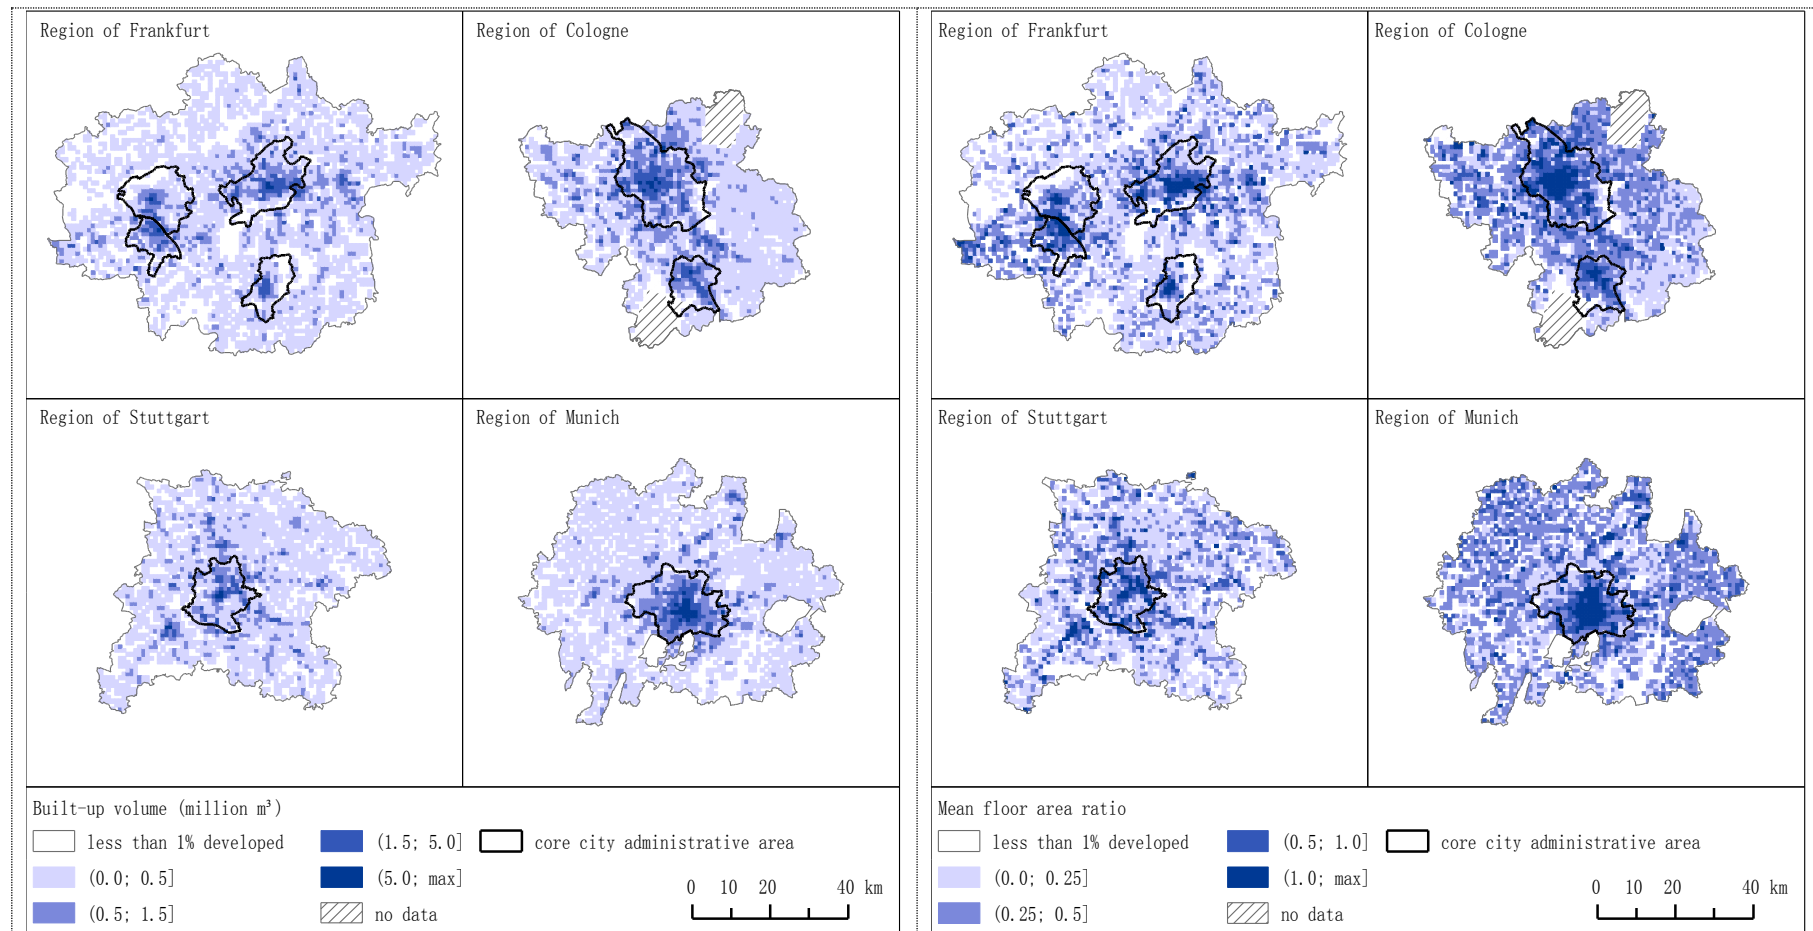 Region of Frankfurt
Region of Cologne
Region of Stuttgart
Region of Munich
Built-up volume (million m³)
less than 1% developed
(0.0; 0.5]
(0.5; 1.5]
(1.5; 5.0]
(5.0; max]
no data
core city administrative area
0 10 20 40 km
Region of Frankfurt
Region of Cologne
Region of Stuttgart
Region of Munich
Mean floor area ratio
less than 1% developed
(0.0; 0.25]
(0.25; 0.5]
(0.5; 1.0]
(1.0; max]
no data
core city administrative area
0 10 20 40 km